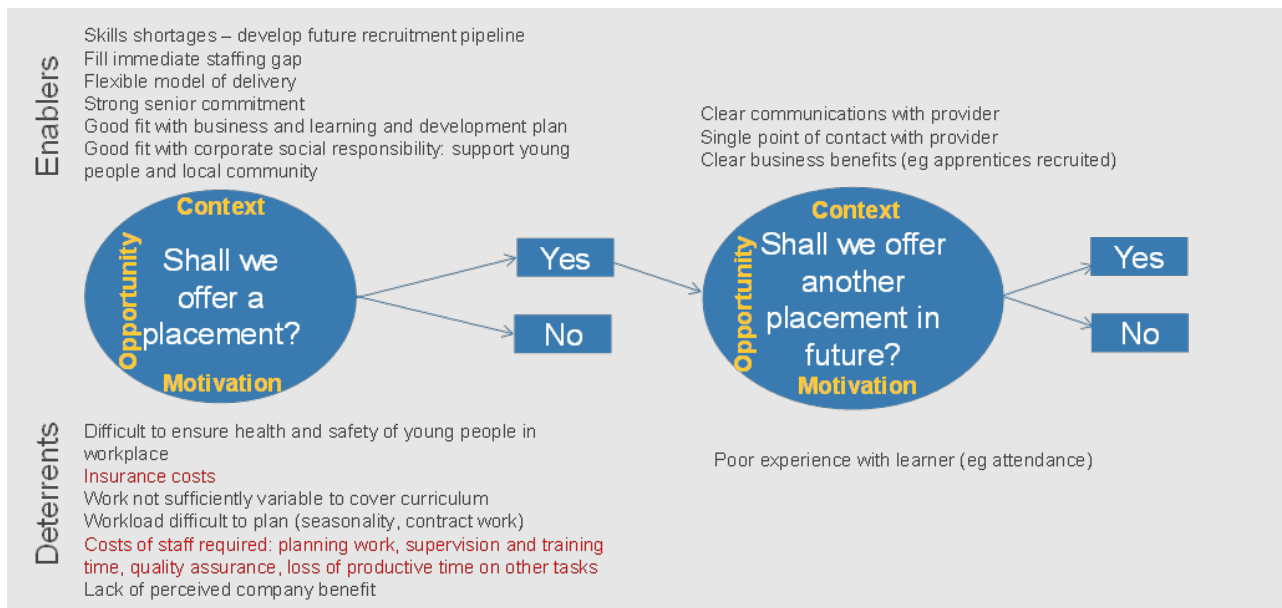 Enablers
Skills shortages – develop future recruitment pipeline
Fill immediate staffing gap
Flexible model of delivery
Strong senior commitment
Good fit with business and learning and development plan
Good fit with corporate social responsibility: support young
people and local community
Clear communications with provider
Single point of contact with provider
Clear business benefits (eg apprentices recruited)
Context
Opportunity
Shall we
offer a
placement?
Motivation
Yes
No
Context
Opportunity
Shall we offer
another
placement in
future?
Motivation
Yes
No
Deterrents
Difficult to ensure health and safety of young people in
workplace
Insurance costs
Work not sufficiently variable to cover curriculum
Workload difficult to plan (seasonality, contract work)
Costs of staff required: planning work, supervision and training
time, quality assurance, loss of productive time on other tasks
Lack of perceived company benefit
Poor experience with learner (eg attendance)